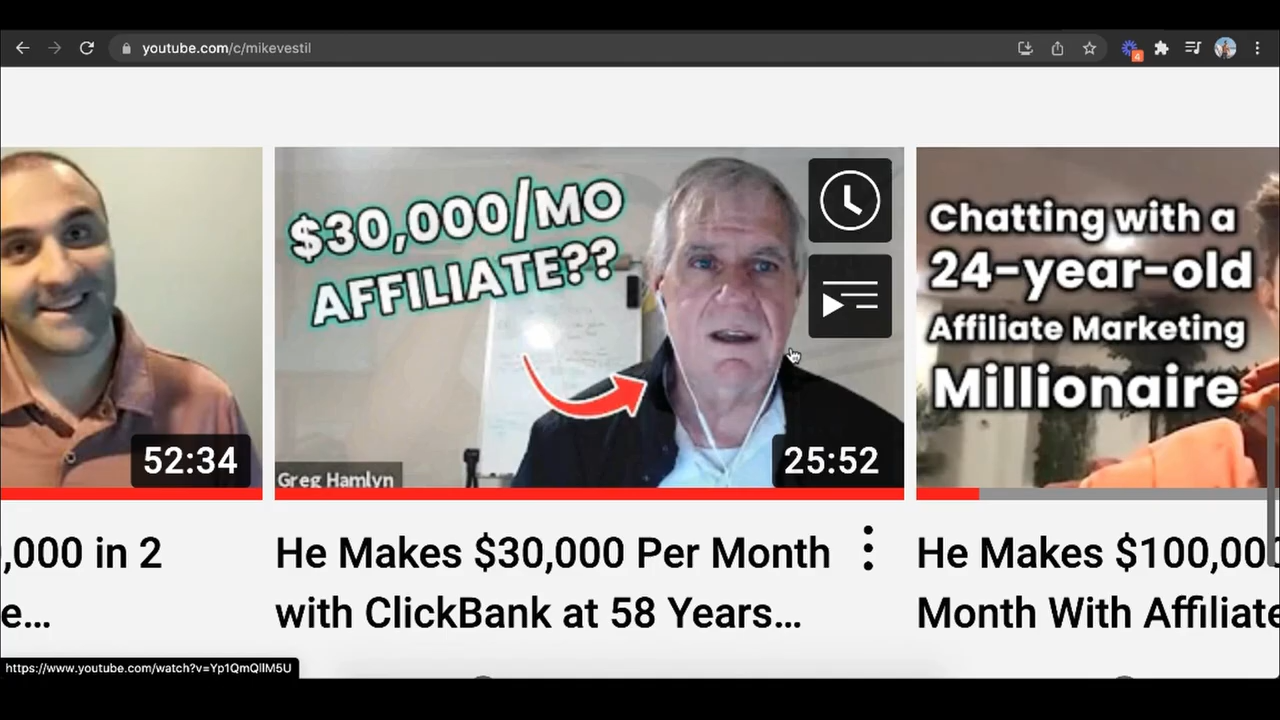 youtube.com/c/mikevestil
4
$30,000/MO
AFFILIATE??
Greg Hamlyn
52:34
25:52
Chatting with a
24-year-old
Affiliate Marketing
Millionaire
,000 in 2
e...
He Makes $30,000 Per Month
with ClickBank at 58 Years...
He Makes $100,000
Month With Affiliate
https://www.youtube.com/watch?v=Yp1QmQllM5U